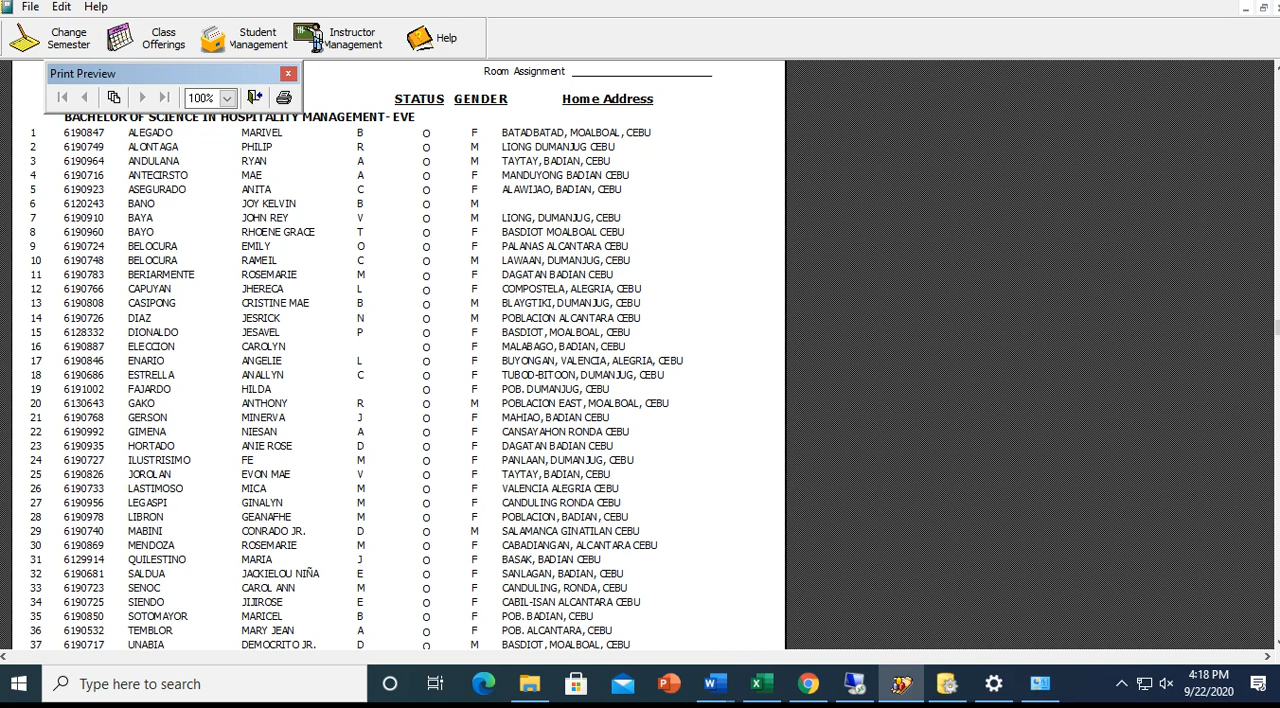 File Edit Help
Change Semester Class Offerings Student Management Instructor Management Help
Room Assignment
Print Preview
100%
STATUS GENDER Home Address
BACHELOR OF SCIENCE IN HOSPITALITY MANAGEMENT- EVE
1 6190847 ALEGADO MARIVEL B O F BATADBATAD, MOALBOAL, CEBU
2 6190749 ALONTAGA PHILIP R O M LIONG DUMANJUG CEBU
3 6190964 ANDULANA RYAN A O M TAYTAY, BADIAN, CEBU
4 6190716 ANTECIRSTO MAE A O F MANDUYONG BADIAN CEBU
5 6190923 ASEGURADO ANITA C O F ALAWIJAO, BADIAN, CEBU
6 6120243 BANO JOY KELVIN B O M
7 6190910 BAYA JOHN REY V O M LIONG, DUMANJUG, CEBU
8 6190960 BAYO RHOENE GRACE T O F BASDIOT MOALBOAL CEBU
9 6190724 BELOCURA EMILY O O F PALANAS ALCANTARA CEBU
10 6190748 BELOCURA RAMEIL C O M LAWAAN, DUMANJUG, CEBU
11 6190783 BERIARMENTE ROSEMARIE M O F DAGATAN BADIAN CEBU
12 6190766 CAPUYAN JHERECA L O F COMPOSTELA, ALEGRIA, CEBU
13 6190808 CASIPONG CRISTINE MAE B O M BLAYGTIKI, DUMANJUG, CEBU
14 6190726 DIAZ JESRICK N O M POBLACION ALCANTARA CEBU
15 6128332 DIONALDO JESAVEL P O F BASDIOT, MOALBOAL, CEBU
16 6190887 ELECCION CAROLYN O F MALABAGO, BADIAN, CEBU
17 6190846 ENARIO ANGELIE L O F BUYONGAN, VALENCIA, ALEGRIA, CEBU
18 6190686 ESTRELLA ANALLYN C O F TUBOD-BITOON, DUMANJUG, CEBU
19 6191002 FAJARDO HILDA O F POB. DUMANJUG, CEBU
20 6130643 GAKO ANTHONY R O M POBLACION EAST, MOALBOAL, CEBU
21 6190768 GERSON MINERVA J O F MAHIAO, BADIAN CEBU
22 6190992 GIMENA NIESAN A O F CANSAYAHON RONDA CEBU
23 6190935 HORTADO ANIE ROSE D O F DAGATAN BADIAN CEBU
24 6190727 ILUSTRISIMO FE M O F PANLAAN, DUMANJUG, CEBU
25 6190826 JOROLAN EVON MAE V O F TAYTAY, BADIAN, CEBU
26 6190733 LASTIMOSO MICA M O F VALENCIA ALEGRIA CEBU
27 6190956 LEGASPI GINALYN M O F CANDULING RONDA CEBU
28 6190978 LIBRON GEANAFHE M O F POBLACION, BADIAN, CEBU
29 6190740 MABINI CONRADO JR. D O M SALAMANCA GINATILAN CEBU
30 6190869 MENDOZA ROSEMARIE M O F CABADIANGAN, ALCANTARA CEBU
31 6129914 QUILESTINO MARIA J O F BASAK, BADIAN CEBU
32 6190681 SALDUA JACKIELOU NIÑA E O F SANLAGAN, BADIAN, CEBU
33 6190723 SENOC CAROL ANN M O F CANDULING, RONDA, CEBU
34 6190725 SIENDO JIJIROSE E O F CABIL-ISAN ALCANTARA CEBU
35 6190850 SOTOMAYOR MARICEL B O F POB. BADIAN, CEBU
36 6190532 TEMBLOR MARY JEAN A O F POB. ALCANTARA, CEBU
37 6190717 UNABIA DEMOCRITO JR. D O M BASDIOT, MOALBOAL, CEBU
Type here to search
4:18 PM
9/22/2020